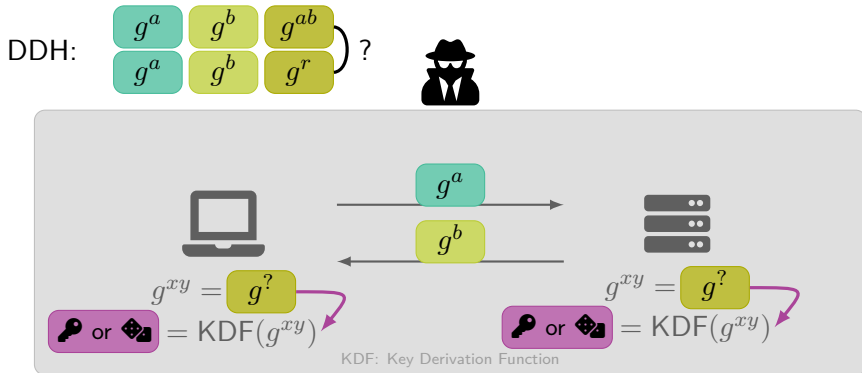 DDH: g^a g^b g^ab
g^a g^b g^r ?
g^a
g^b
g^xy = g^?
or = KDF(g^xy)
g^xy = g^?
or = KDF(g^xy)
KDF: Key Derivation Function